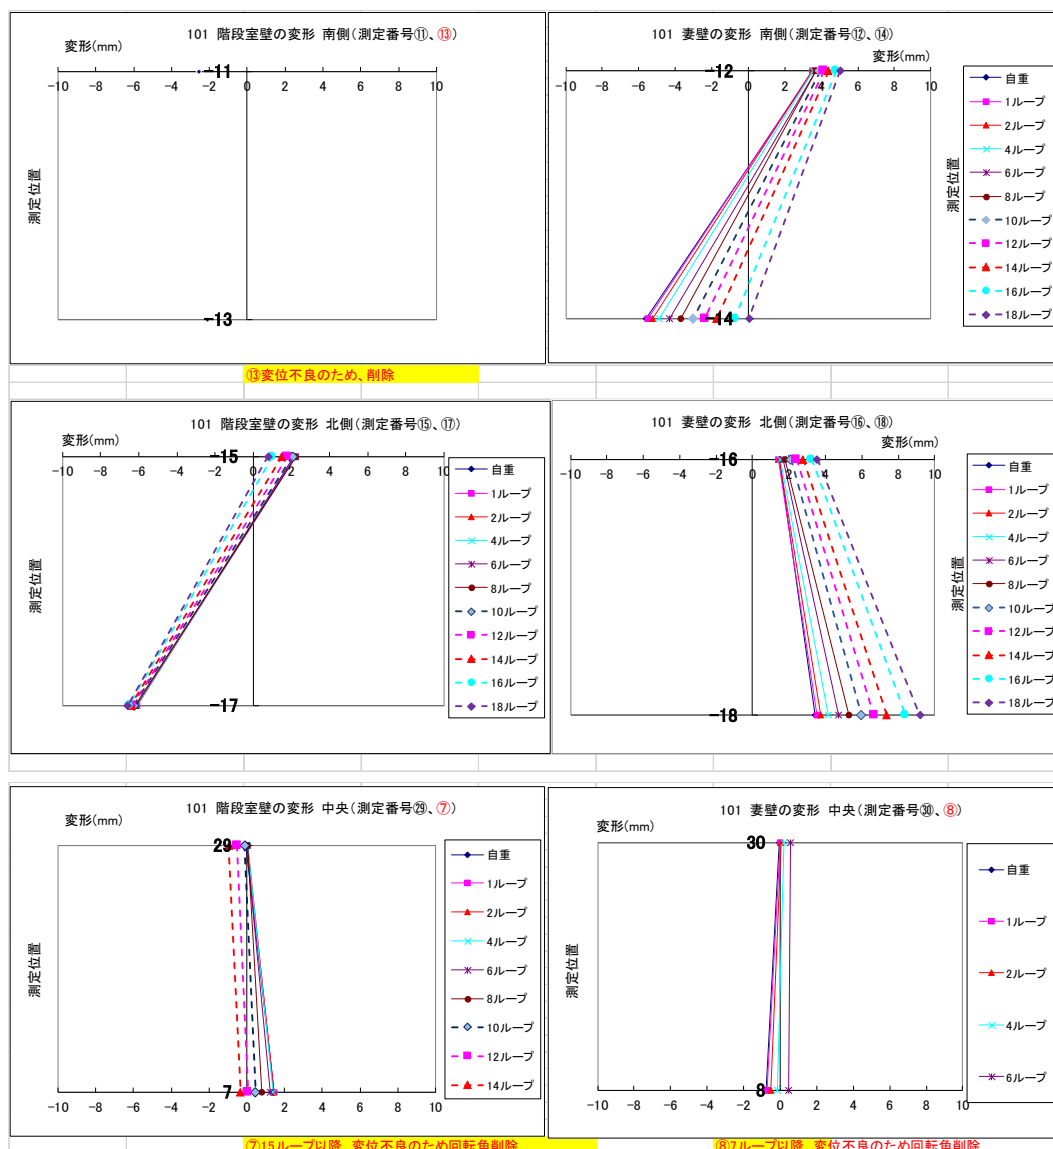 101 階段室壁の変形 南側(測定番号⑪、⑬)
変形(mm)
-11
-10 -8 -6 -4 -2 0 2 4 6 8 10
測定位置
-13
⑬変位不良のため、削除
101 妻壁の変形 南側(測定番号⑫、⑭)
変形(mm)
-12
-10 -8 -6 -4 -2 0 2 4 6 8 10
測定位置
-14
自重
1ループ
2ループ
4ループ
6ループ
8ループ
10ループ
12ループ
14ループ
16ループ
18ループ
101 階段室壁の変形 北側(測定番号⑮、⑰)
変形(mm)
-15
-10 -8 -6 -4 -2 0 2 4 6 8 10
測定位置
-17
自重
1ループ
2ループ
4ループ
6ループ
8ループ
10ループ
12ループ
14ループ
16ループ
18ループ
101 妻壁の変形 北側(測定番号⑯、⑱)
変形(mm)
-16
-10 -8 -6 -4 -2 0 2 4 6 8 10
測定位置
-18
自重
1ループ
2ループ
4ループ
6ループ
8ループ
10ループ
12ループ
14ループ
16ループ
18ループ
101 階段室壁の変形 中央(測定番号㉙、⑦)
変形(mm)
29
測定位置
7
-10 -8 -6 -4 -2 0 2 4 6 8 10
自重
1ループ
2ループ
4ループ
6ループ
8ループ
10ループ
12ループ
14ループ
⑦15ループ以降、変位不良のため回転角削除
101 妻壁の変形 中央(測定番号㉚、⑧)
変形(mm)
30
測定位置
8
-10 -8 -6 -4 -2 0 2 4 6 8 10
自重
1ループ
2ループ
4ループ
6ループ
⑧7ループ以降、変位不良のため回転角削除